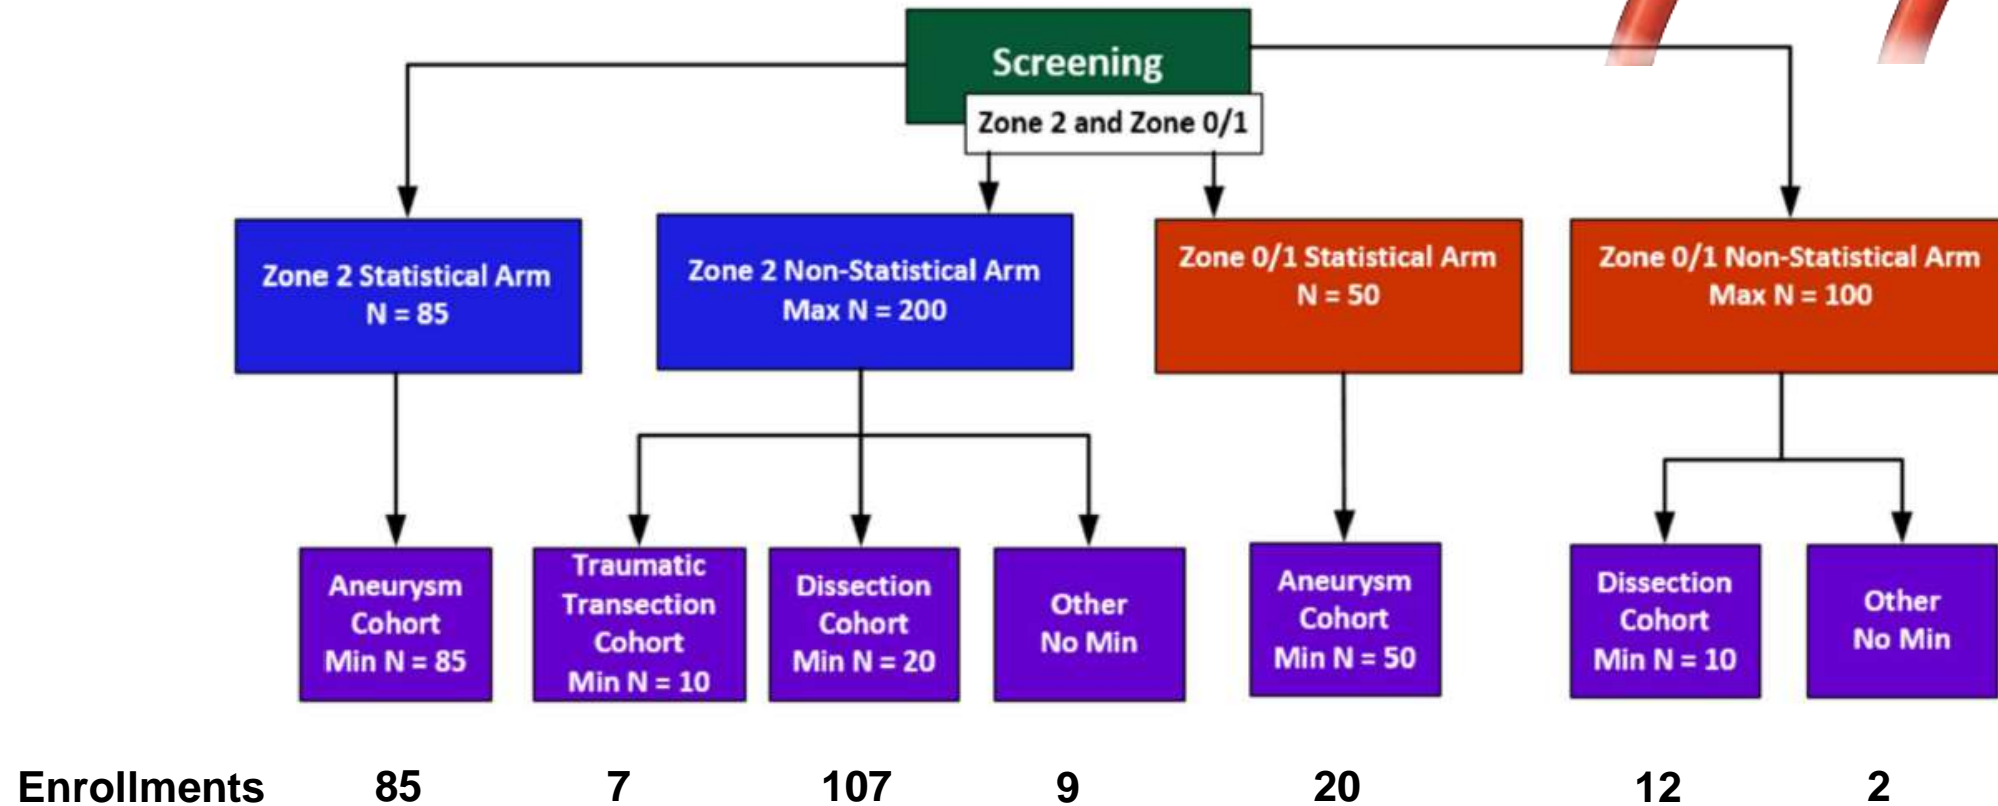 Screening
Zone 2 and Zone 0/1
Zone 2 Statistical Arm
N = 85
Zone 2 Non-Statistical Arm
Max N = 200
Zone 0/1 Statistical Arm
N = 50
Zone 0/1 Non-Statistical Arm
Max N = 100
Aneurysm
Cohort
Min N = 85
Traumatic
Transection
Cohort
Min N = 10
Dissection
Cohort
Min N = 20
Other
No Min
Aneurysm
Cohort
Min N = 50
Dissection
Cohort
Min N = 10
Other
No Min
Enrollments 85 7 107 9 20 12 2